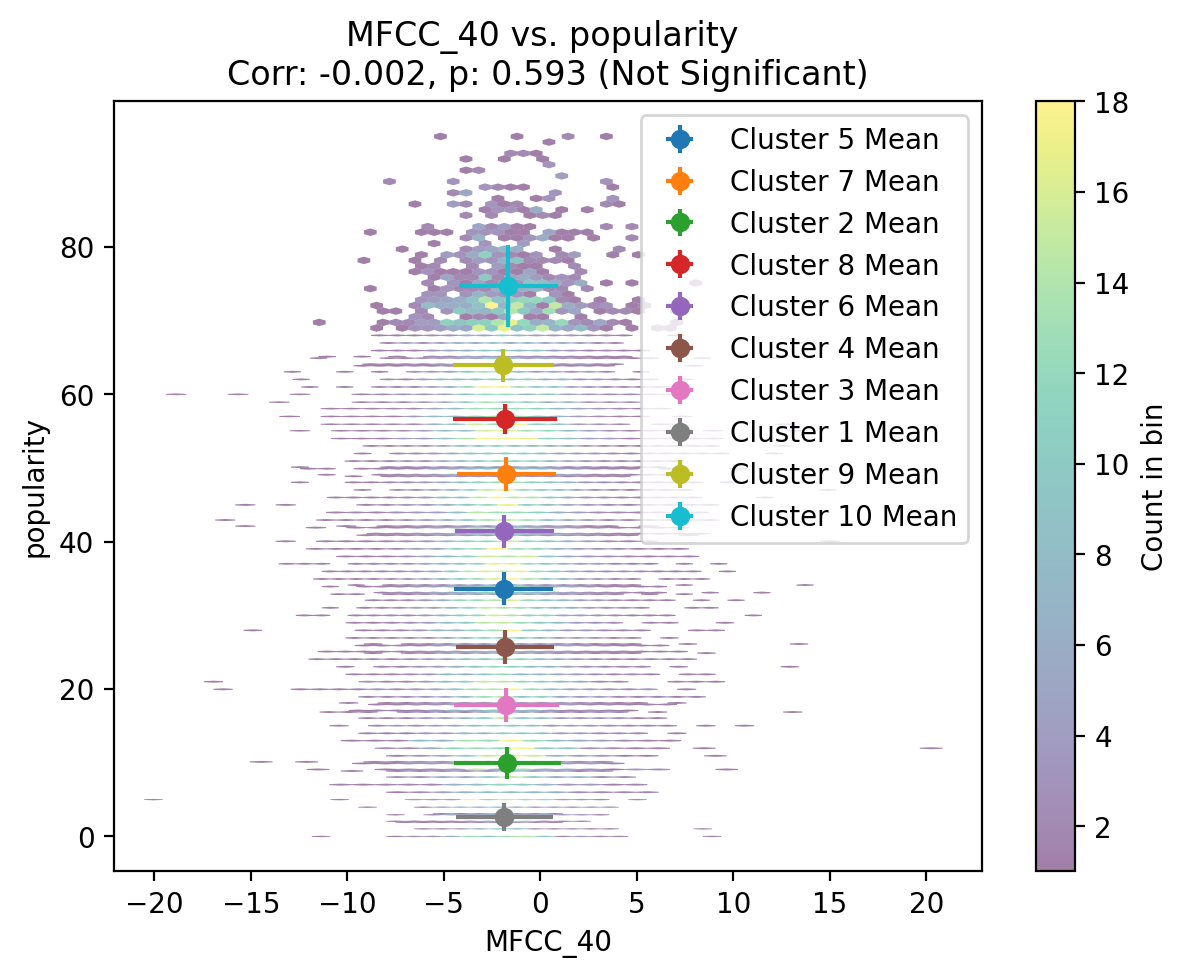 MFCC_40 vs. popularity
Corr: -0.002, p: 0.593 (Not Significant)
popularity
80
60
40
20
0
Cluster 5 Mean
Cluster 7 Mean
Cluster 2 Mean
Cluster 8 Mean
Cluster 6 Mean
Cluster 4 Mean
Cluster 3 Mean
Cluster 1 Mean
Cluster 9 Mean
Cluster 10 Mean
−20 −15 −10 −5 0 5 10 15 20
MFCC_40
18
16
14
12
10
8
6
4
2
Count in bin